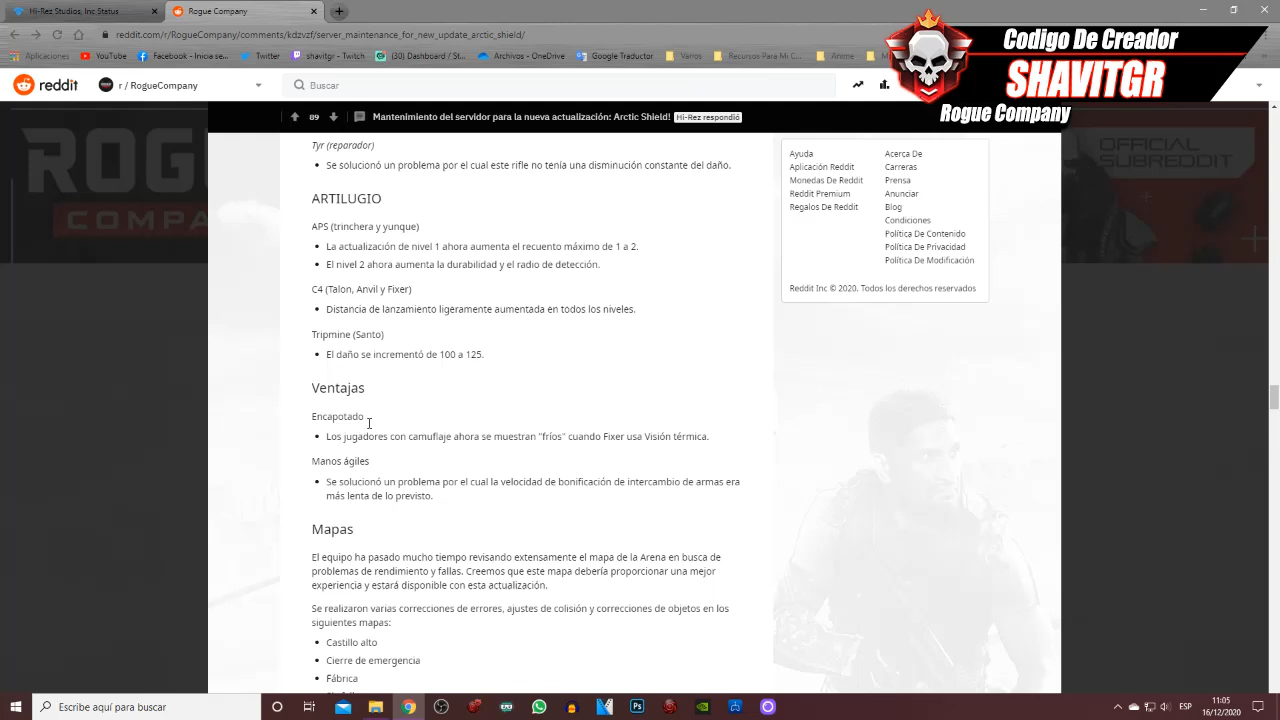 Hi-Rez Studios; Inc Status
Rogue Company
reddit.com/r/RogueCompany/comments/kdzvzf/server_maintenance_for_new_update_arctic_shield/
Codigo De Creador
SHAVITGR
Rogue Company
Aplicaciones
YouTube
Facebook - Inicia se...
Twitter
shavitgr - Twitch
(30) Dashboard / St...
Archivos - OneDrive
Google Traductor
Varios
Recursos Para Mi C...
Anime
reddit
r / RogueCompany
Buscar
89
Mantenimiento del servidor para la nueva actualización: Arctic Shield!
Hi-Rez respondió
Tyr (reparador)
• Se solucionó un problema por el cual este rifle no tenía una disminución constante del daño.
ARTILUGIO
APS (trinchera y yunque)
• La actualización de nivel 1 ahora aumenta el recuento máximo de 1 a 2.
• El nivel 2 ahora aumenta la durabilidad y el radio de detección.
C4 (Talon, Anvil y Fixer)
• Distancia de lanzamiento ligeramente aumentada en todos los niveles.
Tripmine (Santo)
• El daño se incrementó de 100 a 125.
Ventajas
Encapotado
• Los jugadores con camuflaje ahora se muestran "fríos" cuando Fixer usa Visión térmica.
Manos ágiles
• Se solucionó un problema por el cual la velocidad de bonificación de intercambio de armas era
más lenta de lo previsto.
Mapas
El equipo ha pasado mucho tiempo revisando extensamente el mapa de la Arena en busca de
problemas de rendimiento y fallas. Creemos que este mapa debería proporcionar una mejor
experiencia y estará disponible con esta actualización.
Se realizaron varias correcciones de errores, ajustes de colisión y correcciones de objetos en los
siguientes mapas:
• Castillo alto
• Cierre de emergencia
• Fábrica
Ayuda
Aplicación Reddit
Monedas De Reddit
Reddit Premium
Regalos De Reddit
Acerca De
Carreras
Prensa
Anunciar
Blog
Condiciones
Política De Contenido
Política De Privacidad
Política De Modificación
Reddit Inc © 2020. Todos los derechos reservados
ROG
COMPA
OFFICIAL
SUBREDDIT
Escribe aquí para buscar
ESP
11:05
16/12/2020